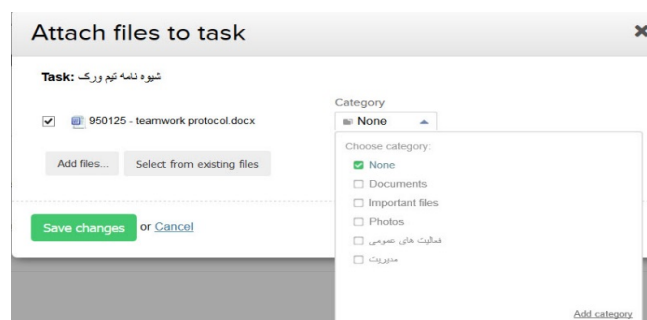 Attach files to task
Task: شیوه نامه تیم ورک
950125 - teamwork protocol.docx
Add files...
Select from existing files
Save changes or Cancel
Category
None
Choose category:
None
Documents
Important files
Photos
فعالیت های عمومی
مدیریت
Add category